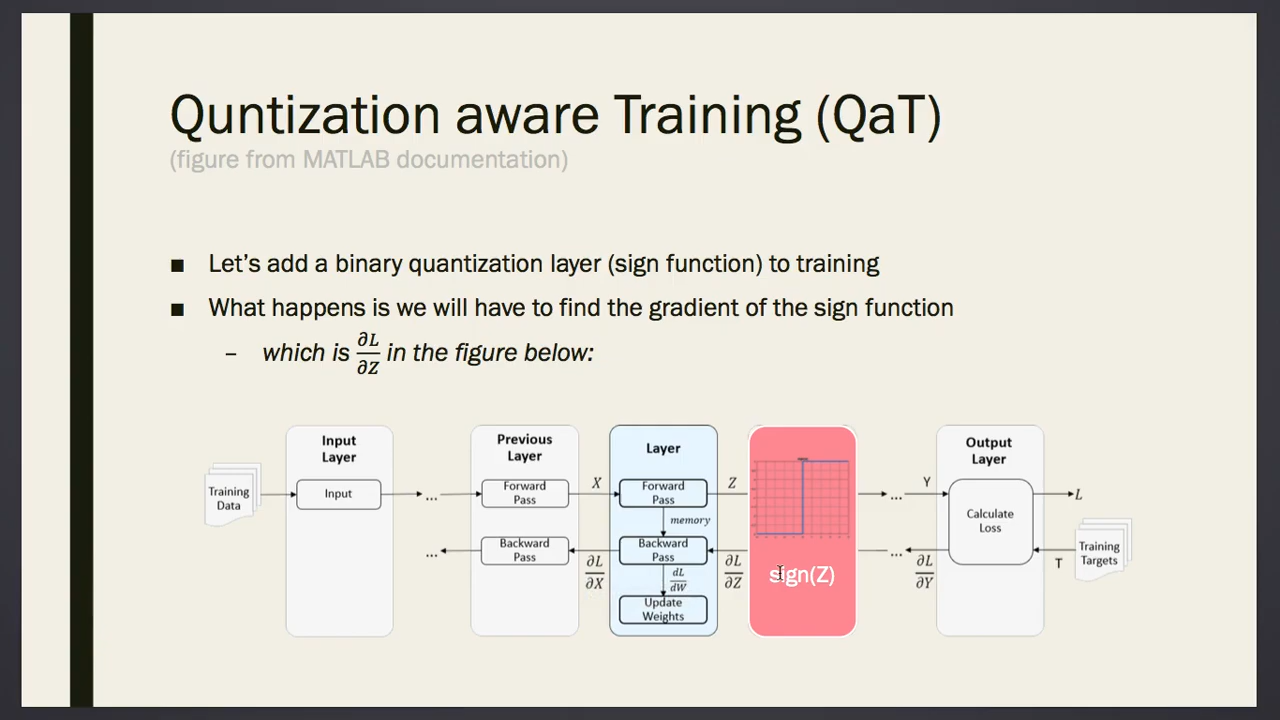 Quntization aware Training (QaT)
(figure from MATLAB documentation)
■ Let's add a binary quantization layer (sign function) to training
■ What happens is we will have to find the gradient of the sign function
– which is ∂L/∂Z in the figure below:
Input Layer
Previous Layer
Layer
Output Layer
Training Data
Input
...
Forward Pass
X
Forward Pass
Z
...
Y
Calculate Loss
L
memory
...
Backward Pass
∂L/∂X
Backward Pass
∂L/∂Z
sign(Z)
...
∂L/∂Y
T
Training Targets
dL/dW
Update Weights